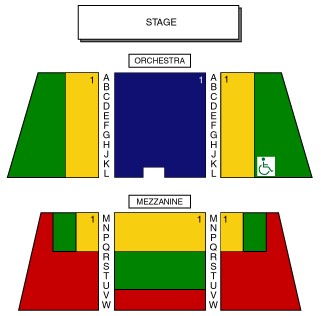 STAGE
ORCHESTRA
1 A 1 A 1
B B
C C
D D
E E
F F
G G
H H
J J
K K
L L
MEZZANINE
1 M 1 M 1
N N
P P
Q Q
R R
S S
T T
U U
V V
W W